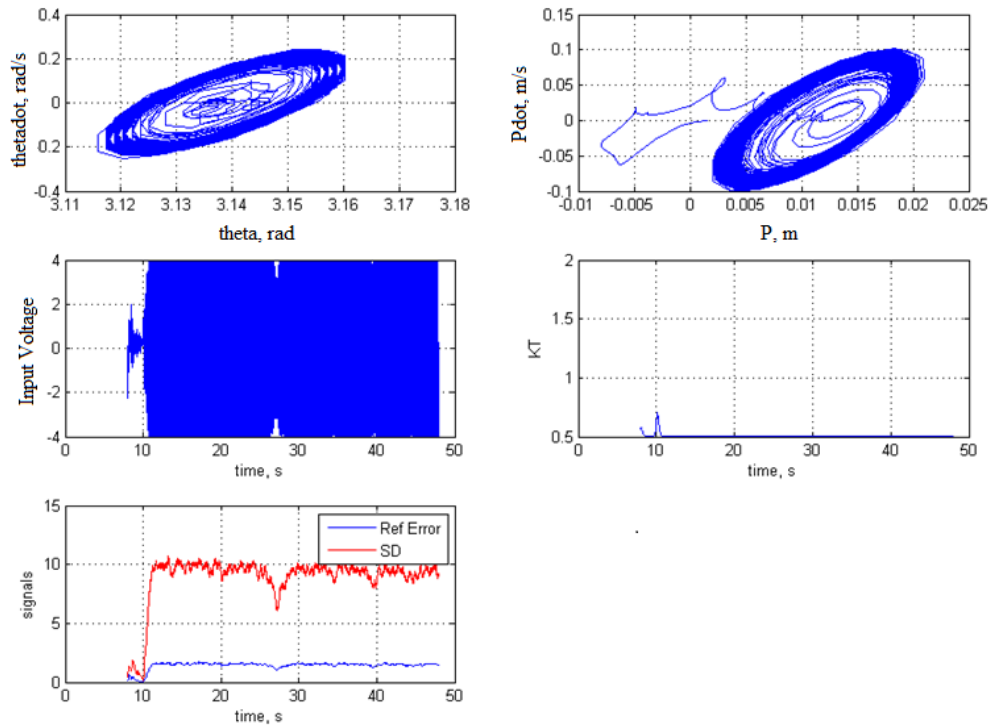 0.4
0.2
0
0.2
-0.4
3.11 3.12 3.13 3.14 3.15 3.16 3.17 3.18
thetadot, rad/s
theta, rad
0.15
0.1
0.05
0
-0.05
-0.1
-0.01 -0.005 0 0.005 0.01 0.015 0.02 0.025
Pdot, m/s
P, m
4
2
0
-2
-4
0 10 20 30 40 50
Input Voltage
time, s
2
1.5
1
0.5
0 10 20 30 40 50
KT
time, s
15
10
5
0
0 10 20 30 40 50
signals
time, s
Ref Error
SD